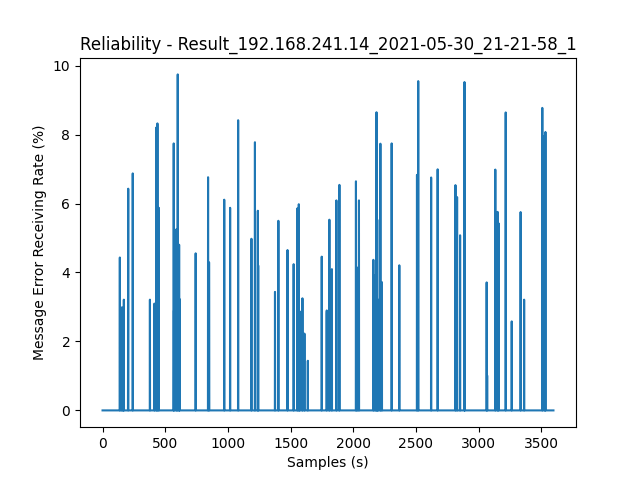 Reliability - Result_192.168.241.14_2021-05-30_21-21-58_1
Message Error Receiving Rate (%)
10
8
6
4
2
0
0 500 1000 1500 2000 2500 3000 3500
Samples (s)